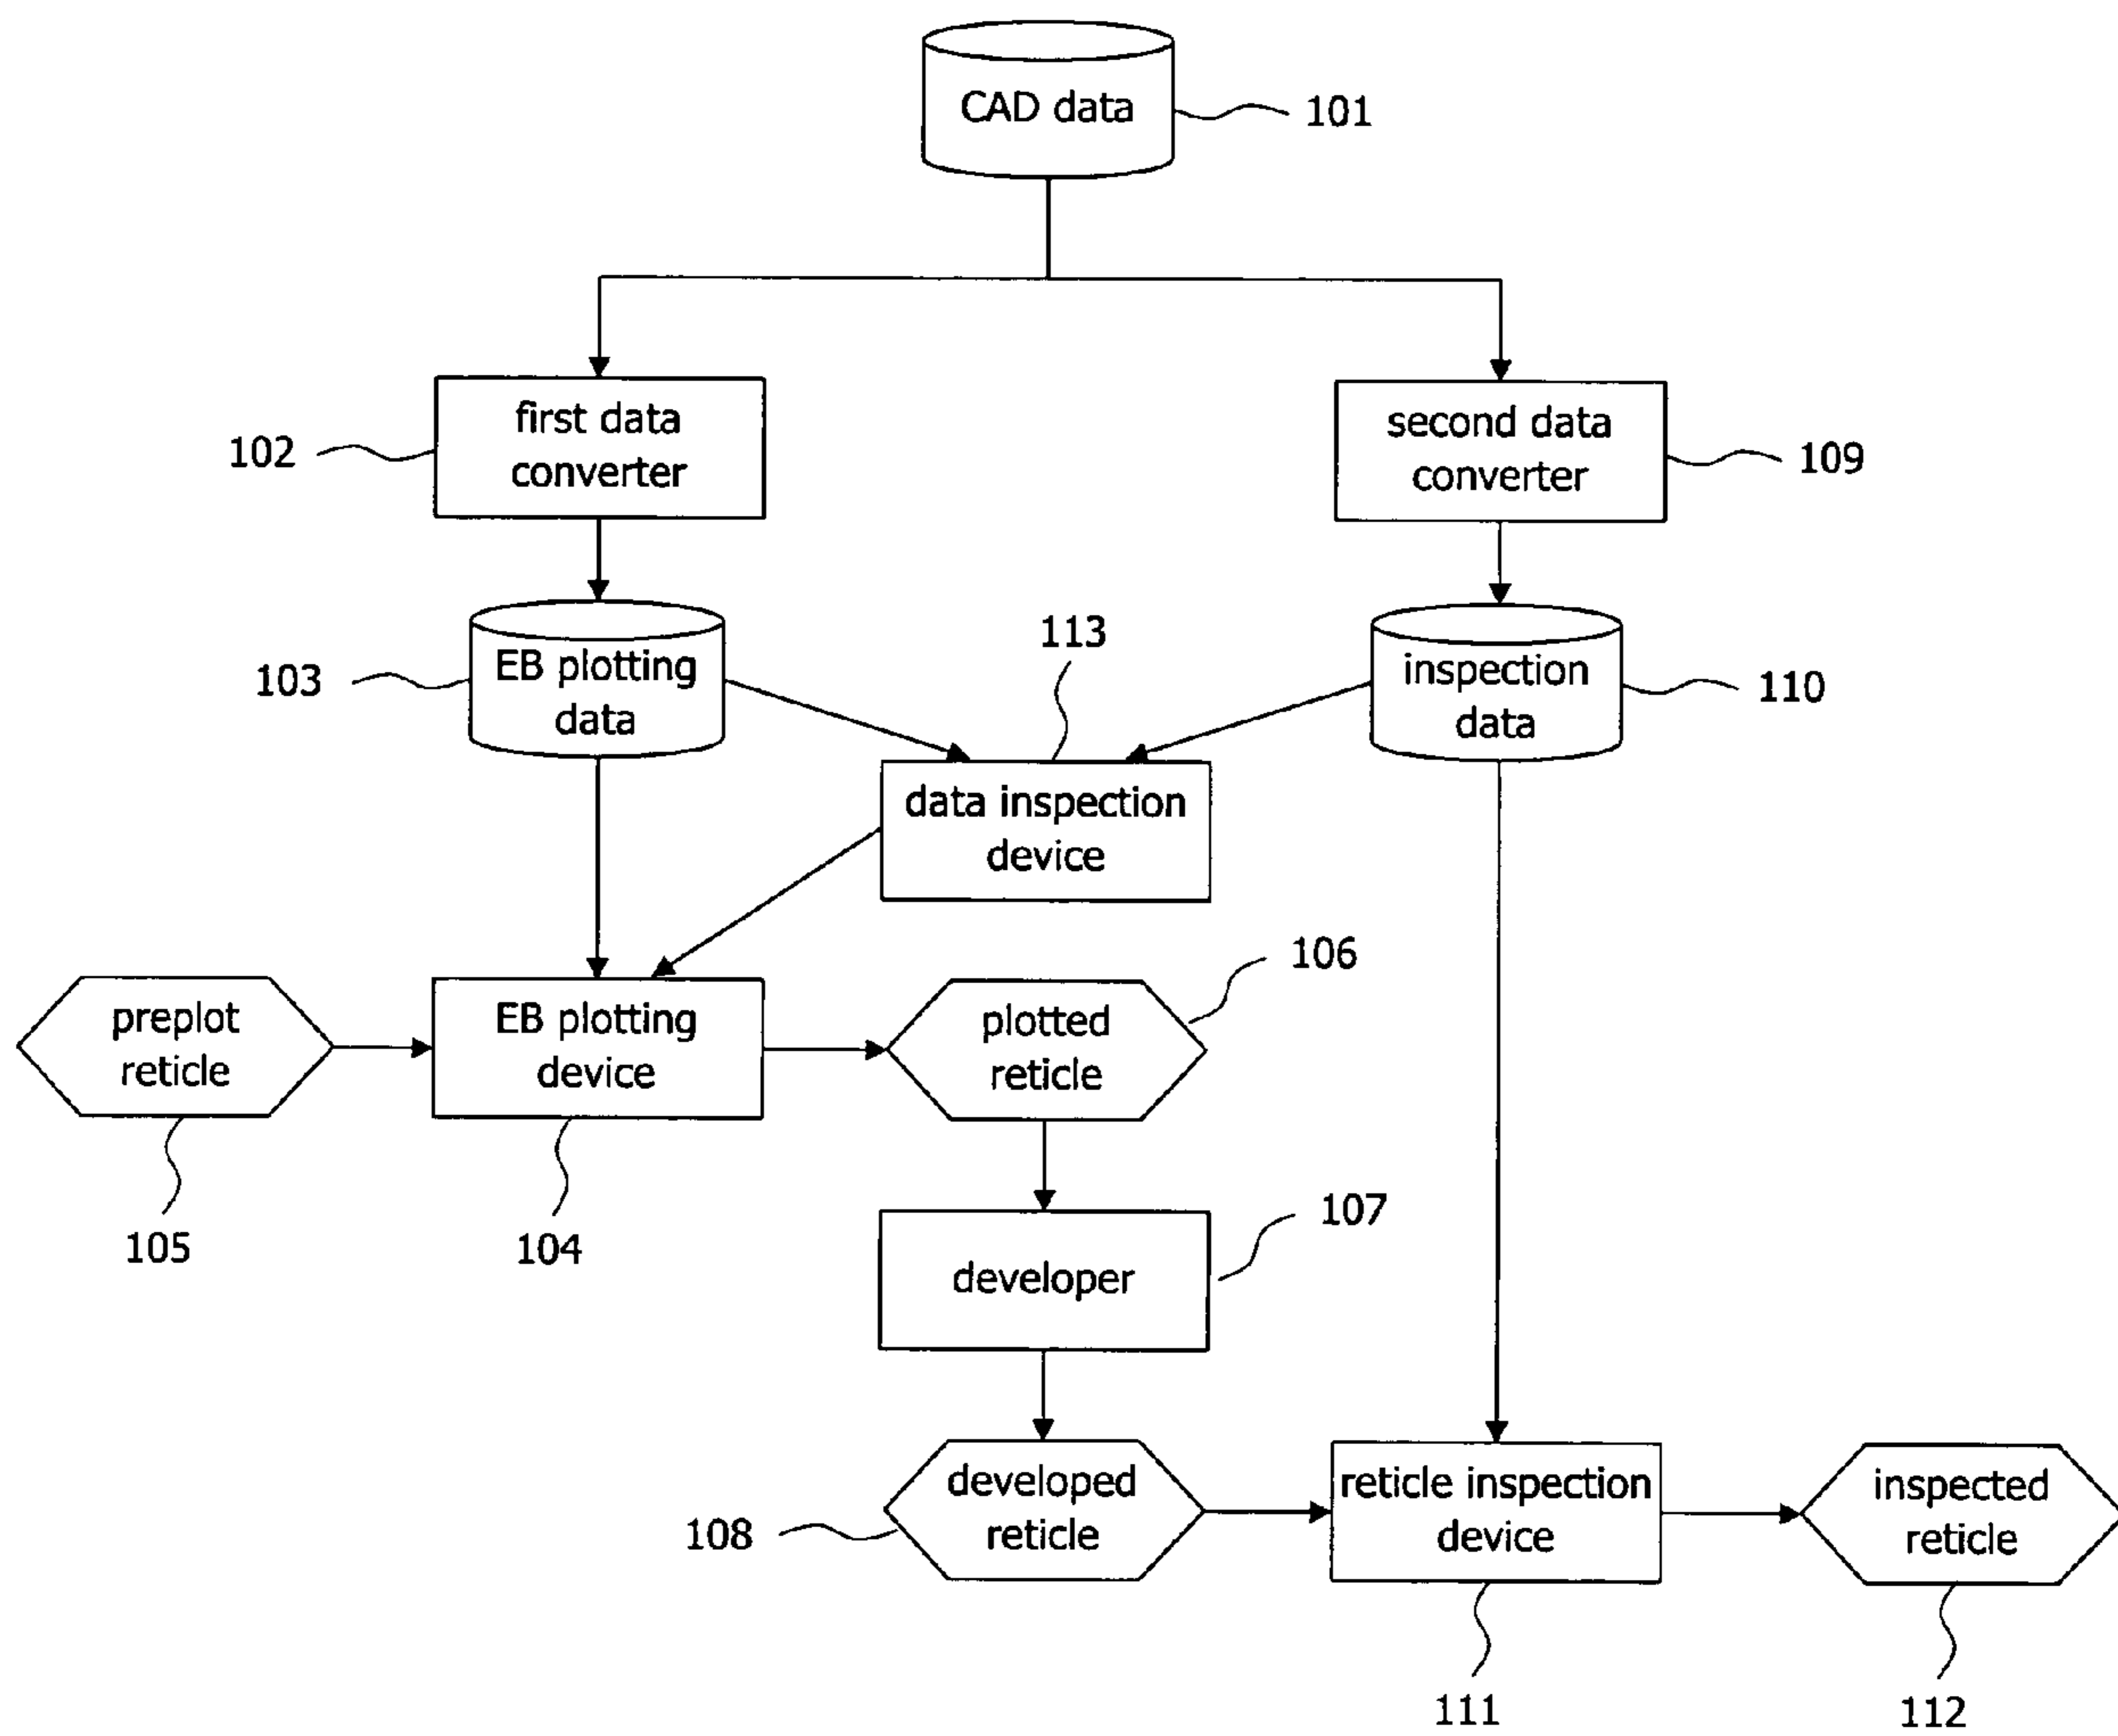 CAD data
101
first data
converter
102
second data
converter
109
EB plotting
data
103
113
inspection
data
110
data inspection
device
106
preplot
reticle
EB plotting
device
plotted
reticle
105
104
107
developer
developed
reticle
108
reticle inspection
device
inspected
reticle
111
112